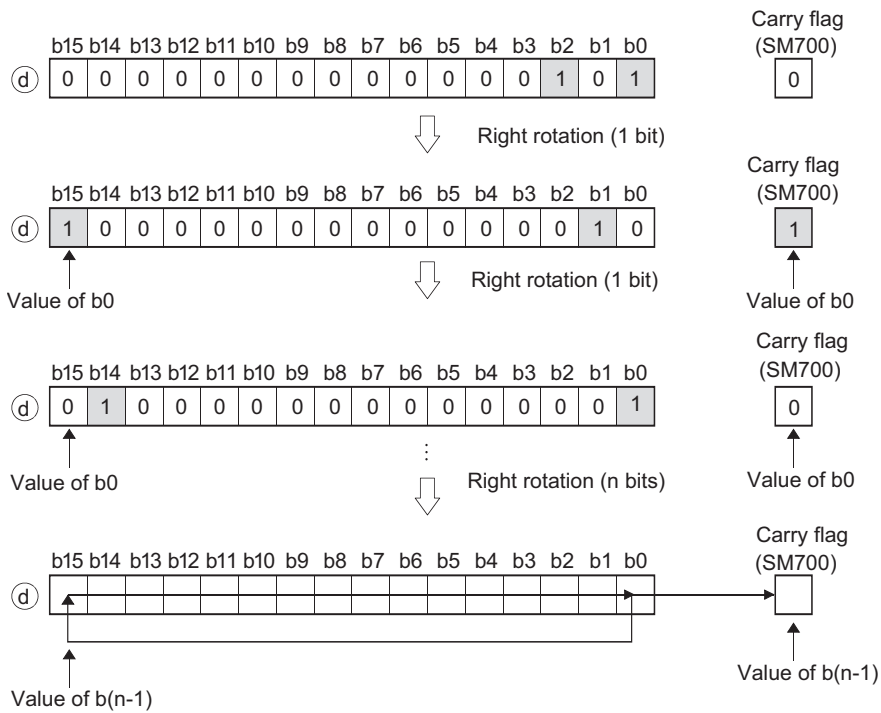 Carry flag
(SM700)
b15 b14 b13 b12 b11 b10 b9 b8 b7 b6 b5 b4 b3 b2 b1 b0
d 0 0 0 0 0 0 0 0 0 0 0 0 0 1 0 1 0
Right rotation (1 bit)
Carry flag
(SM700)
b15 b14 b13 b12 b11 b10 b9 b8 b7 b6 b5 b4 b3 b2 b1 b0
d 1 0 0 0 0 0 0 0 0 0 0 0 0 0 1 0 1
Right rotation (1 bit)
Value of b0 Value of b0
Carry flag
(SM700)
b15 b14 b13 b12 b11 b10 b9 b8 b7 b6 b5 b4 b3 b2 b1 b0
d 0 1 0 0 0 0 0 0 0 0 0 0 0 0 0 1 0
⋮
Value of b0 Right rotation (n bits) Value of b0
Carry flag
(SM700)
b15 b14 b13 b12 b11 b10 b9 b8 b7 b6 b5 b4 b3 b2 b1 b0
d
Value of b(n-1) Value of b(n-1)